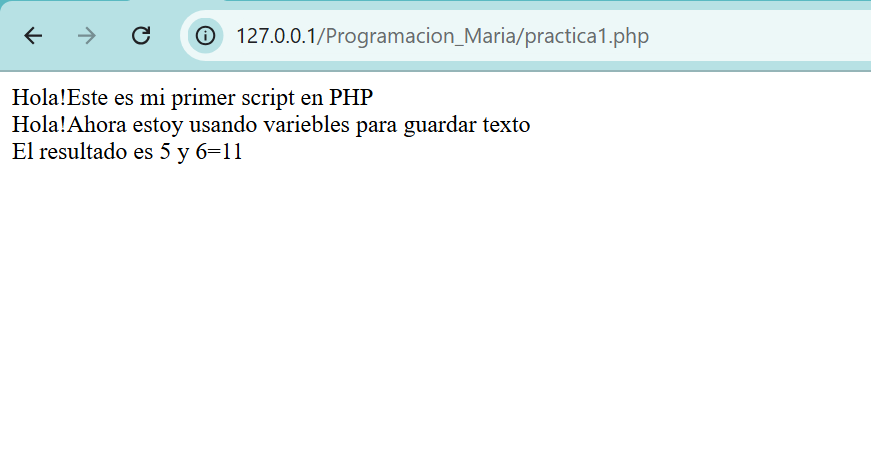 127.0.0.1/Programacion_Maria/practica1.php
Hola!Este es mi primer script en PHP
Hola!Ahora estoy usando variebles para guardar texto
El resultado es 5 y 6=11